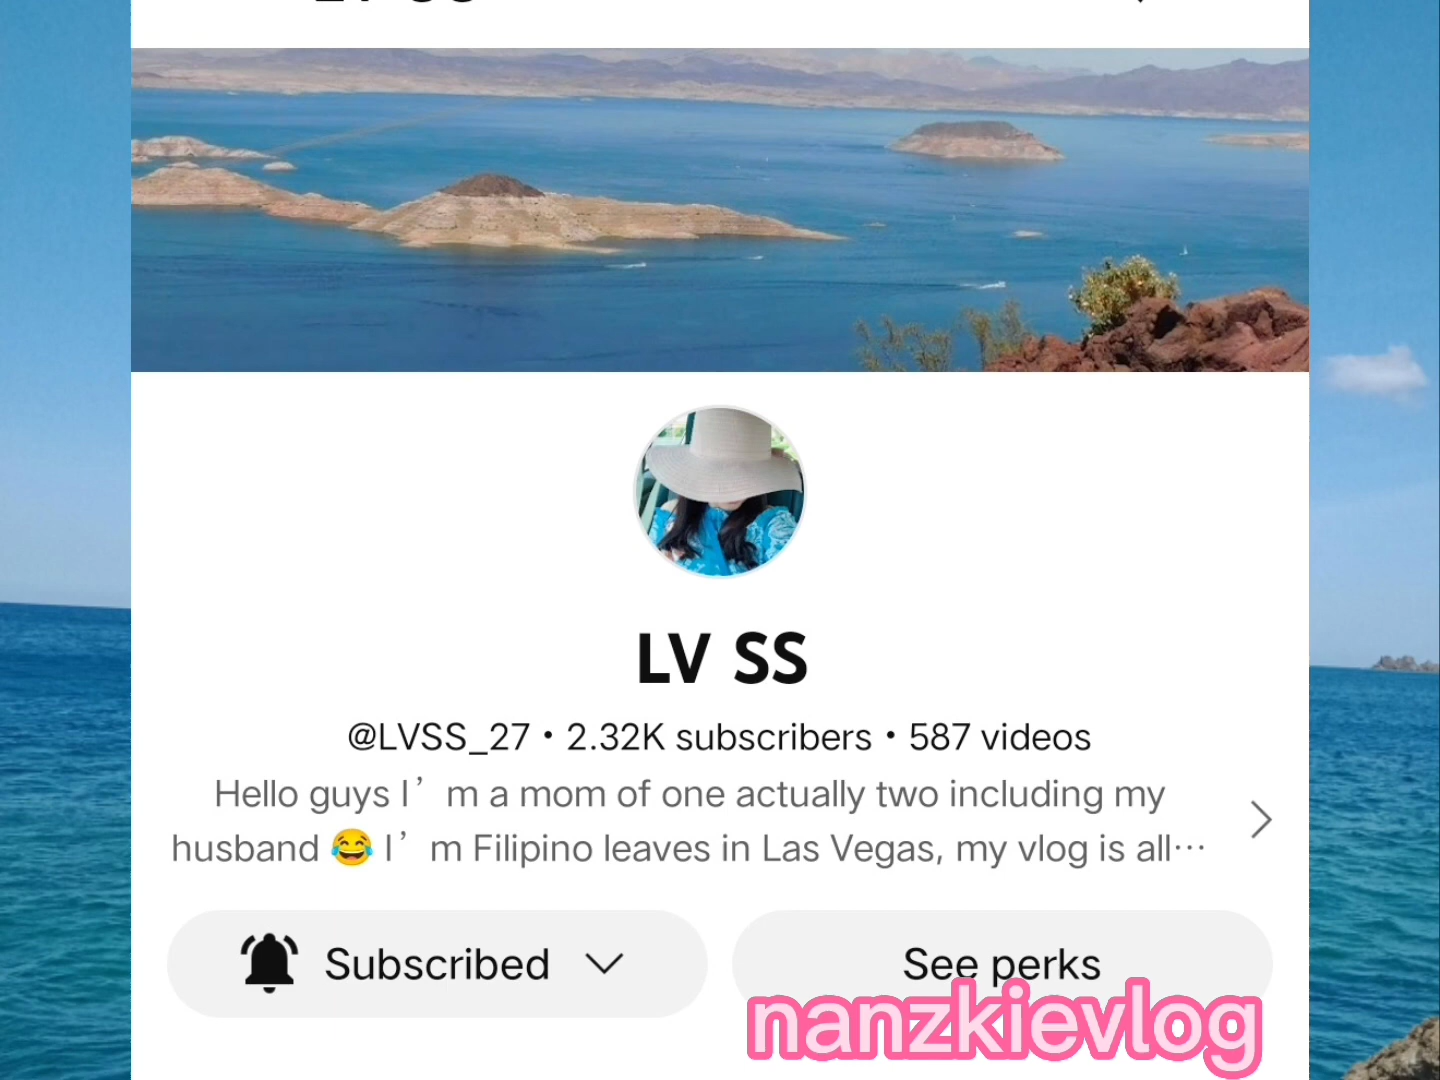 LV SS
@LVSS_27 • 2.32K subscribers • 587 videos
Hello guys I’m a mom of one actually two including my
husband 😂 I’m Filipino leaves in Las Vegas, my vlog is all…
Subscribed
See perks
nanzkievlog